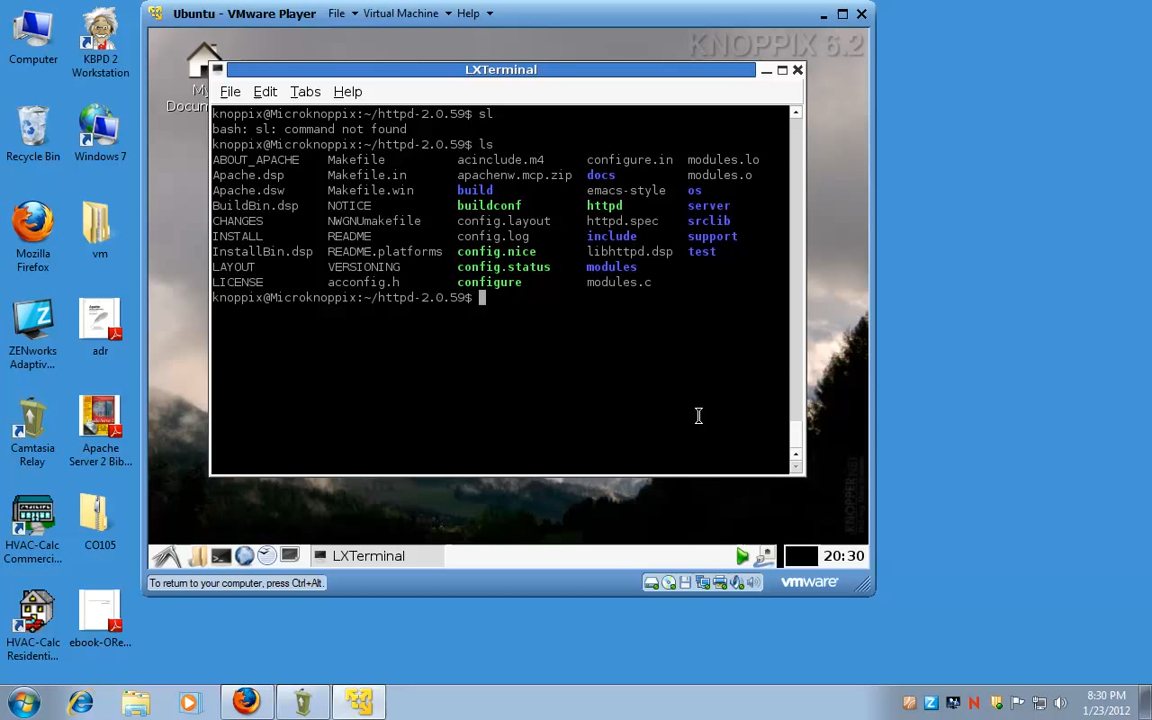 Ubuntu - VMware Player File Virtual Machine Help
KNOPPIX 6.2
Computer
KBPD 2
Workstation
Recycle Bin
Windows 7
Mozilla
Firefox
vm
ZENworks
Adaptiv...
adr
Camtasia
Relay
Apache
Server 2 Bib...
HVAC-Calc
Commerci...
CO105
HVAC-Calc
Residenti...
ebook-ORe...
My
Docum
LXTerminal
File Edit Tabs Help
knoppix@Microknoppix:~/httpd-2.0.59$ sl
bash: sl: command not found
knoppix@Microknoppix:~/httpd-2.0.59$ ls
ABOUT_APACHE Makefile acinclude.m4 configure.in modules.lo
Apache.dsp Makefile.in apachenw.mcp.zip docs modules.o
Apache.dsw Makefile.win build emacs-style os
BuildBin.dsp NOTICE buildconf httpd server
CHANGES NWGNUmakefile config.layout httpd.spec srclib
INSTALL README config.log include support
InstallBin.dsp README.platforms config.nice libhttpd.dsp test
LAYOUT VERSIONING config.status modules
LICENSE acconfig.h configure modules.c
knoppix@Microknoppix:~/httpd-2.0.59$
LXTerminal
20:30
To return to your computer, press Ctrl+Alt.
vmware
8:30 PM
1/23/2012